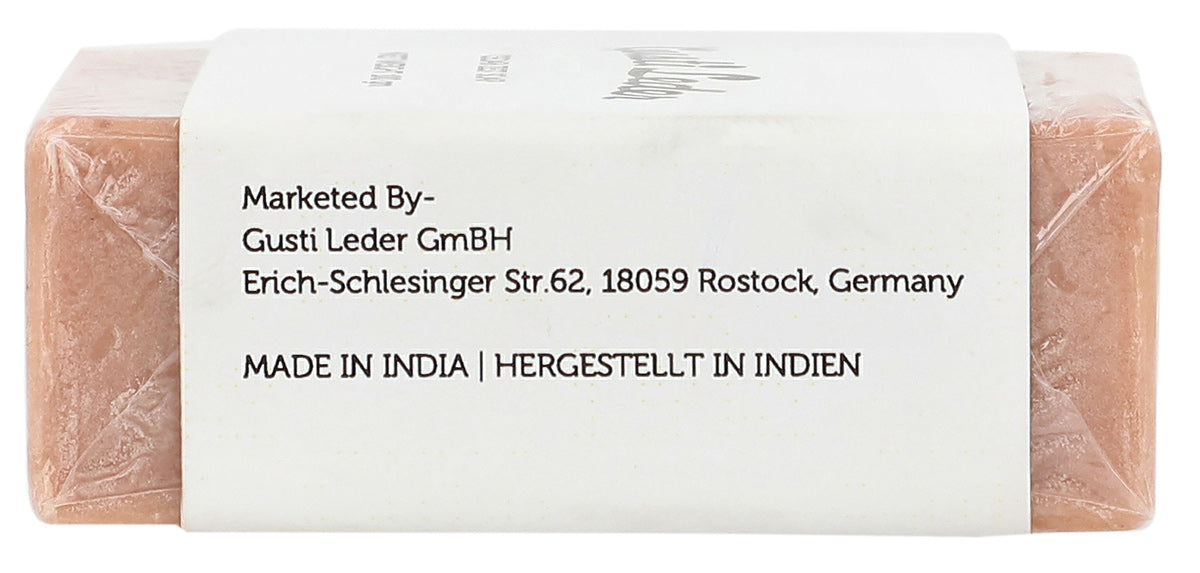 Marketed By-
Gusti Leder GmBH
Erich-Schlesinger Str.62, 18059 Rostock, Germany
MADE IN INDIA | HERGESTELLT IN INDIEN